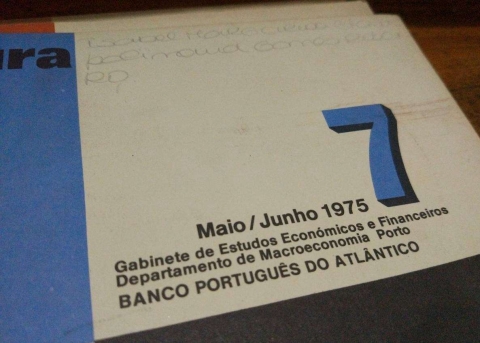 ura
7
Maio/Junho 1975
Gabinete de Estudos Económicos e Financeiros
Departamento de Macroeconomia Porto
BANCO PORTUGUÊS DO ATLÂNTICO